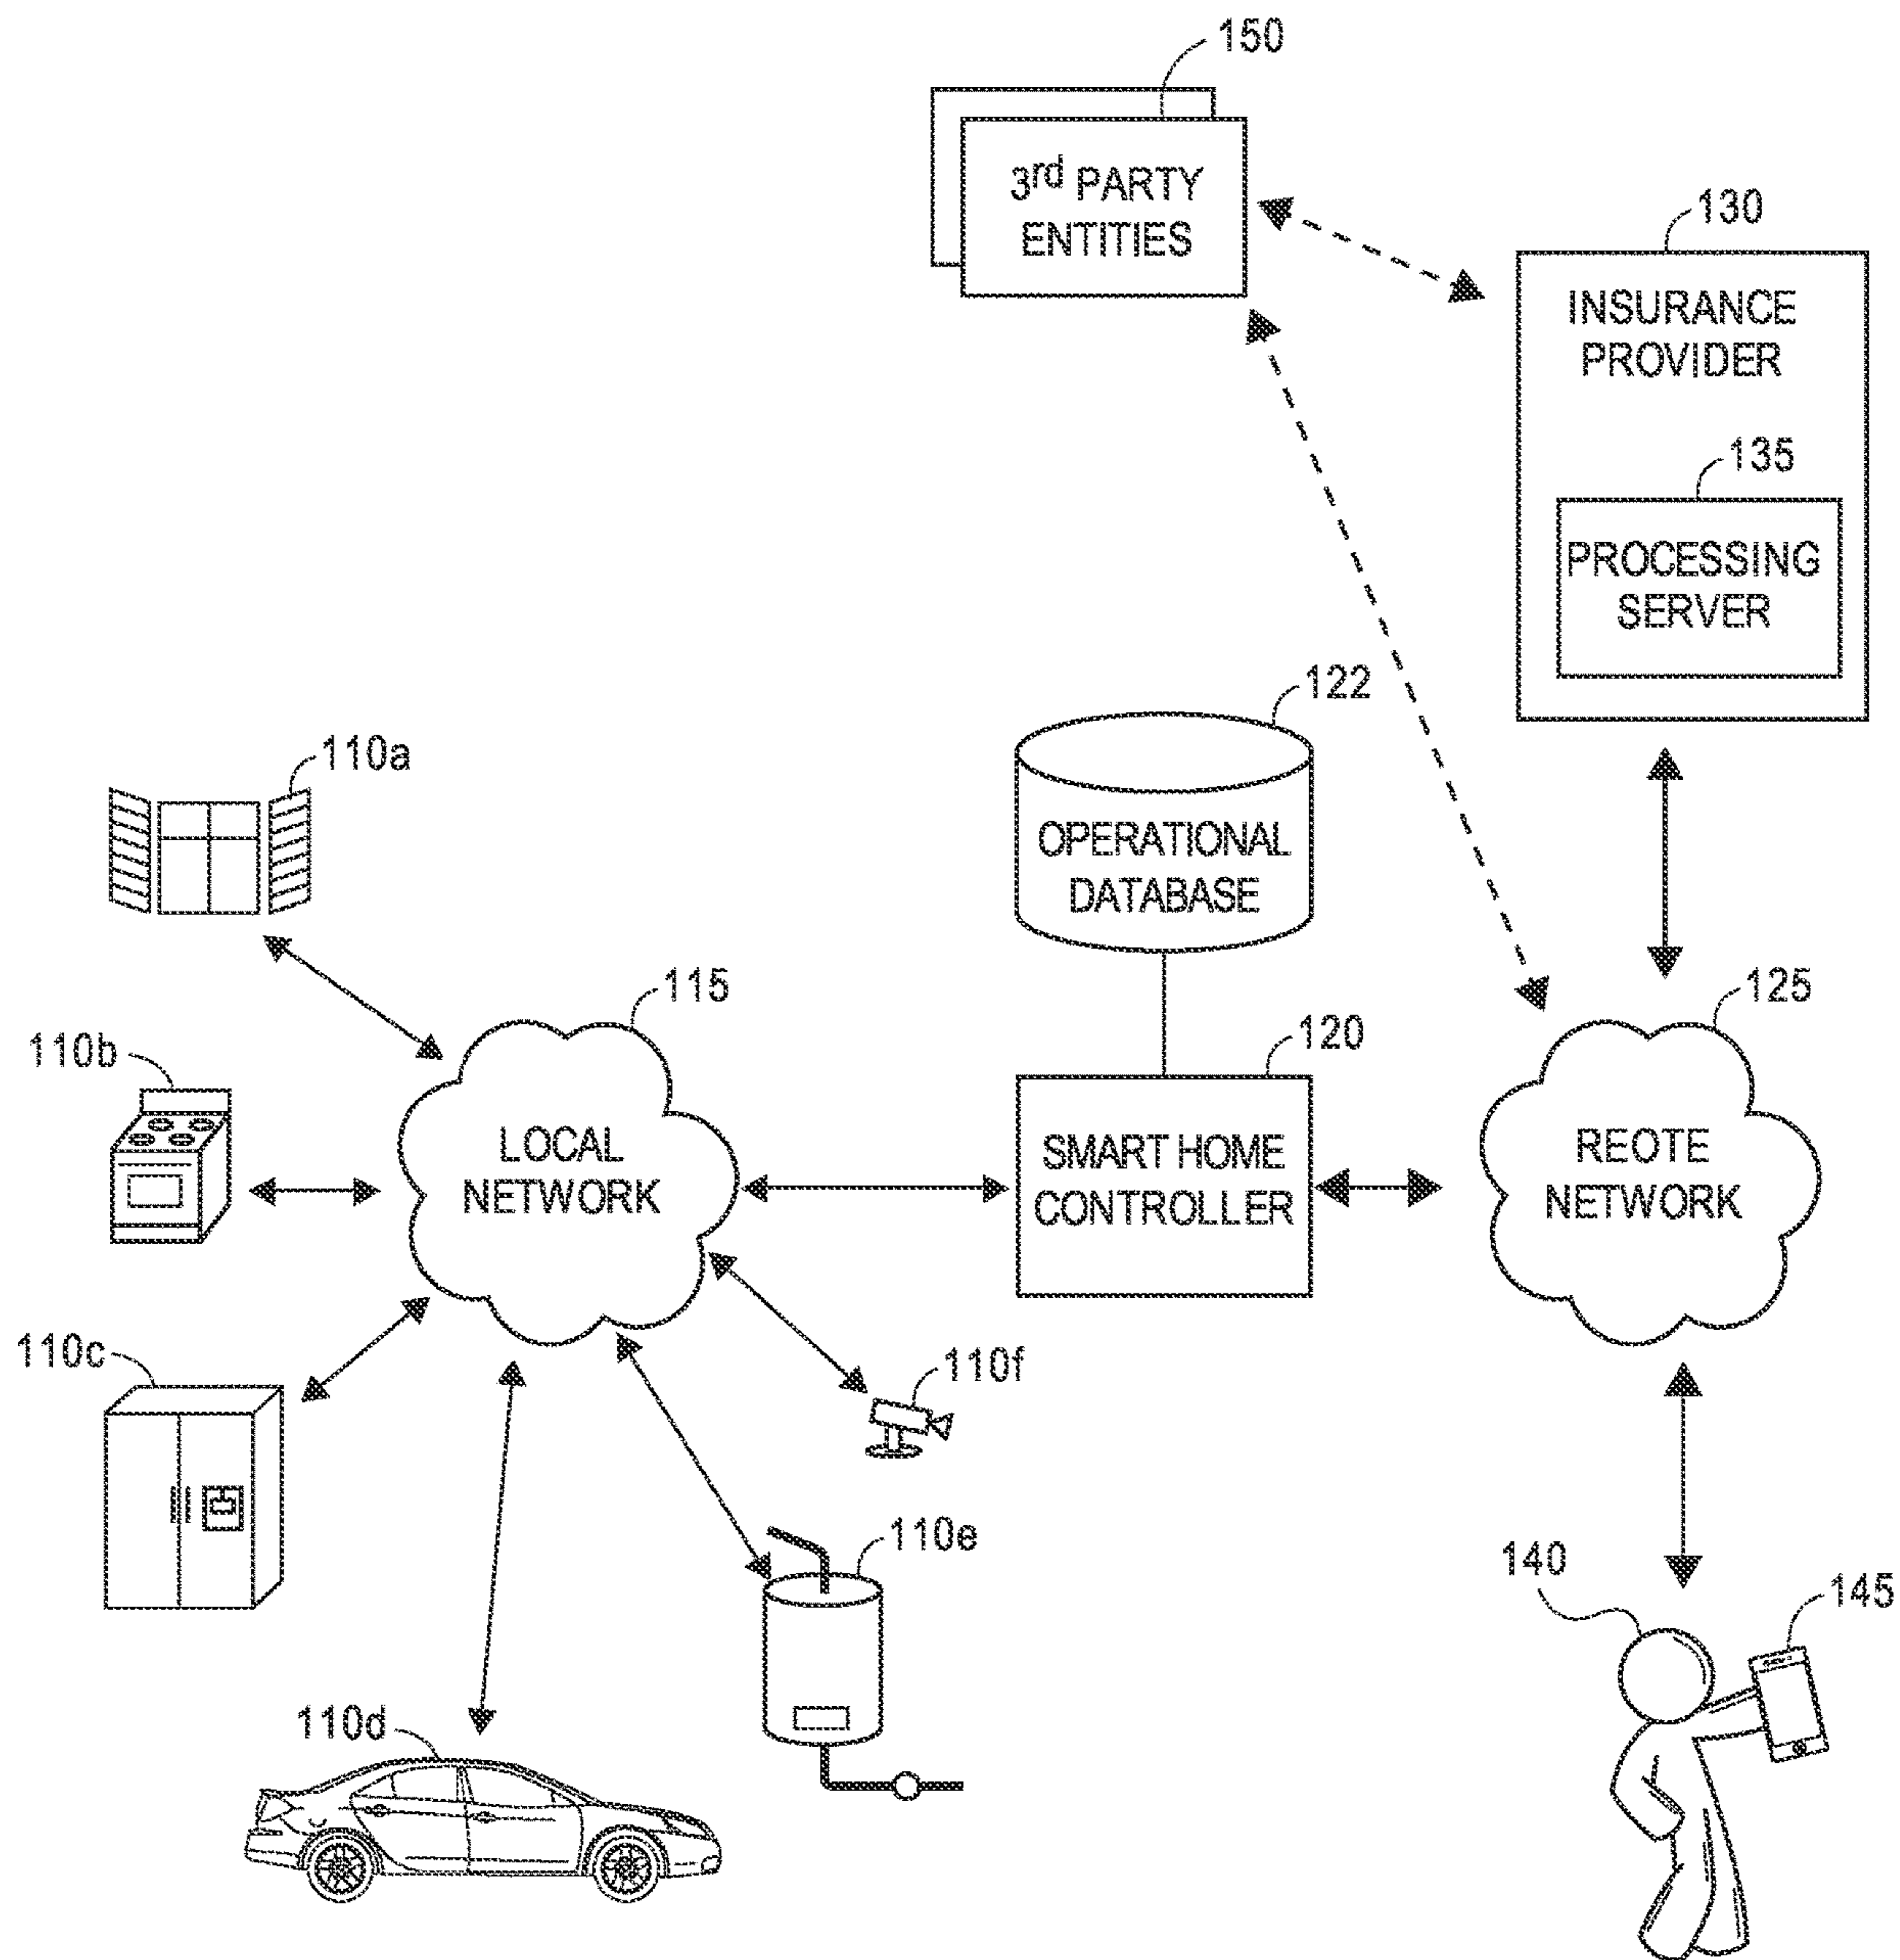 150
3rd PARTY
ENTITIES
130
INSURANCE
PROVIDER
135
PROCESSING
SERVER
122
OPERATIONAL
DATABASE
110a
115
125
110b
120
LOCAL
NETWORK
SMART HOME
CONTROLLER
REOTE
NETWORK
110c
110f
110e
140
145
110d